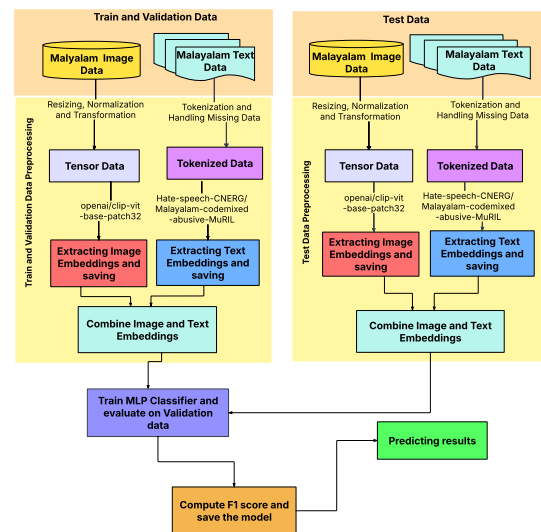 Train and Validation Data
Malyalam Image
Data
Malayalam Text
Data
Resizing, Normalization
and Transformation
Tokenization and
Handling Missing Data
Train and Validation Data Preprocessing
Tensor Data
Tokenized Data
openai/clip-vit
-base-patch32
Hate-speech-CNERG/
Malayalam-codemixed
-abusive-MuRIL
Extracting Image
Embeddings and
saving
Extracting Text
Embeddings and
saving
Combine Image and Text
Embeddings
Test Data
Malayalam Image
Data
Malayalam Text
Data
Resizing, Normalization
and Transformation
Tokenization and
Handling Missing Data
Test Data Preprocessing
Tensor Data
Tokenized Data
openai/clip-vit
-base-patch32
Hate-speech-CNERG/
Malayalam-codemixed
-abusive-MuRIL
Extracting Image
Embeddings and
saving
Extracting Text
Embeddings and
saving
Combine Image and Text
Embeddings
Train MLP Classifier and
evaluate on Validation
data
Predicting results
Compute F1 score and
save the model